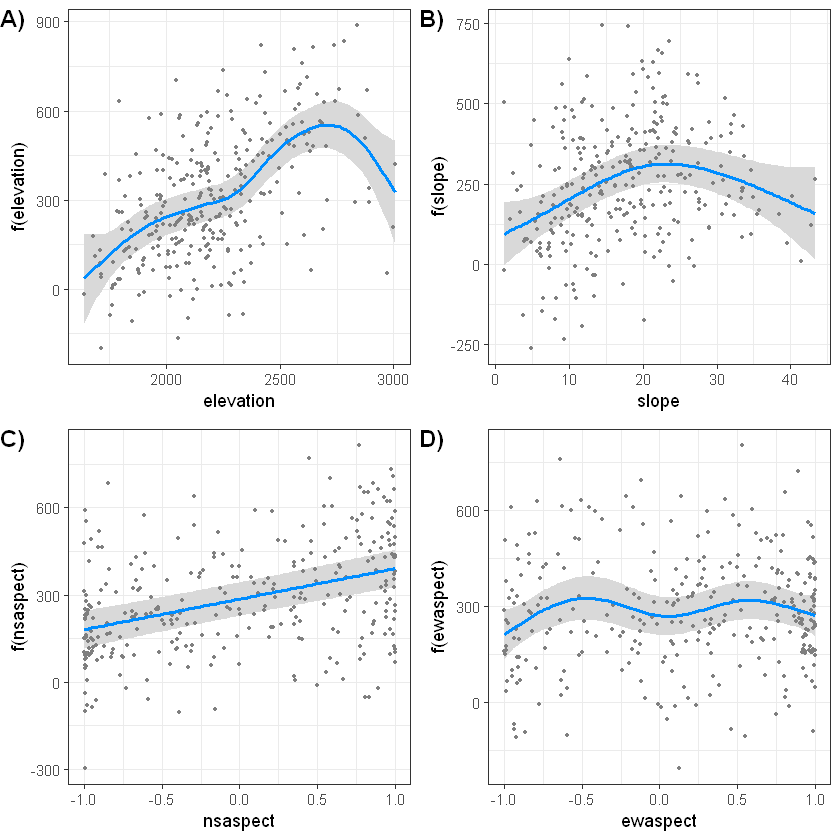 A)
f(elevation)
900
600
300
0
2000
2500
3000
elevation
B)
f(slope)
750
500
250
0
-250
0
10
20
30
40
slope
C)
f(nsaspect)
600
300
0
-300
-1.0
-0.5
0.0
0.5
1.0
nsaspect
D)
f(ewaspect)
600
300
0
-1.0
-0.5
0.0
0.5
1.0
ewaspect